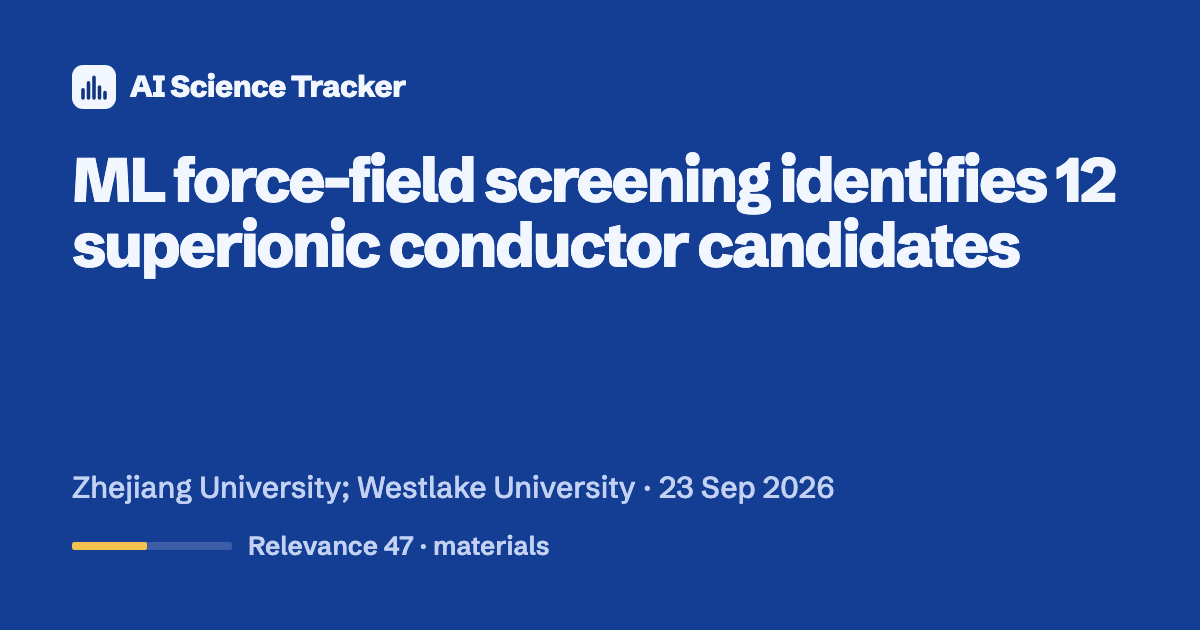 AI Science Tracker
ML force-field screening identifies 12
superionic conductor candidates
Zhejiang University; Westlake University · 23 Sep 2026
Relevance 47 · materials